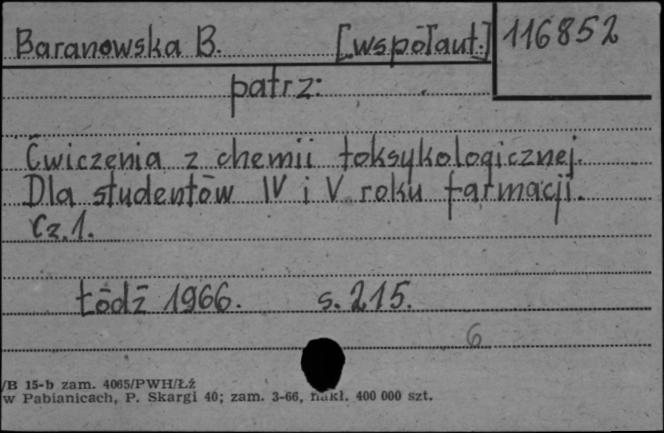 Baranowska B. [współaut.] 116852
patrz:
Ćwiczenia z chemii toksykologicznej.
Dla studentów IV i V roku farmacji.
Cz. 1.
Łódź 1966. s. 215.
6
/B 15-b zam. 4065/PWH/Łż
w Pabianicach, P. Skargi 40; zam. 3-66, nakł. 400 000 szt.